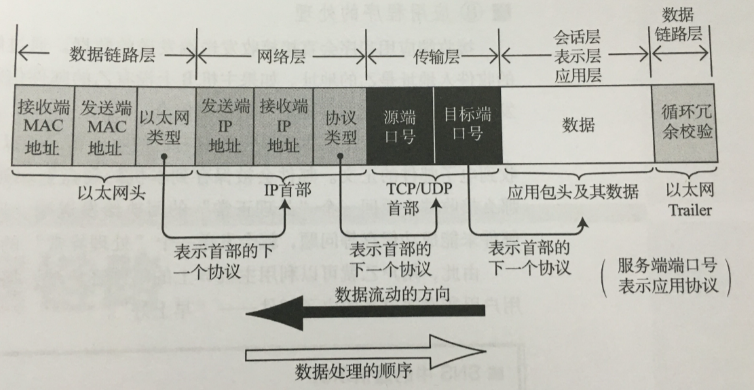 ⑩ 应用程序的处理
数据链路层
网络层
传输层
会话层
表示层
应用层
数据
链路层
接收端
MAC
地址
发送端
MAC
地址
以太网
类型
发送端
IP
地址
接收端
IP
地址
协议
类型
源端
口号
目标端
口号
数据
循环冗
余校验
以太网头
IP首部
TCP/UDP
首部
应用包头及其数据
以太网
Trailer
表示首部的下
一个协议
表示首部的
下一个协议
表示首部的
下一个协议
服务端端口号
表示应用协议
数据流动的方向
数据处理的顺序